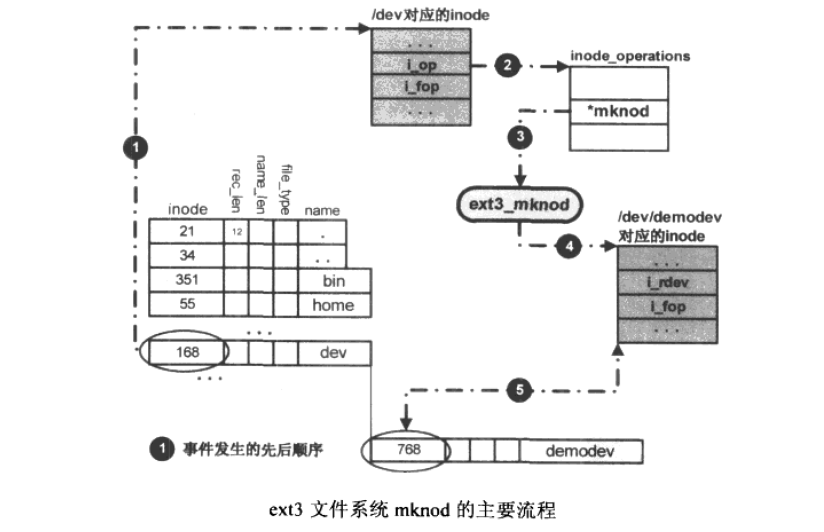 /dev对应的inode
. . .
i_op
i_fop
. . .
2
inode_operations
*mknod
3
1
ext3_mknod
4
/dev/demodev
对应的inode
. . .
i_rdev
i_fop
. . .
inode rec_len name_len file_type name
21 12 .
34 . .
351 bin
55 home
. . .
168 dev
. . .
5
1 事件发生的先后顺序
768 demodev
ext3 文件系统 mknod 的主要流程